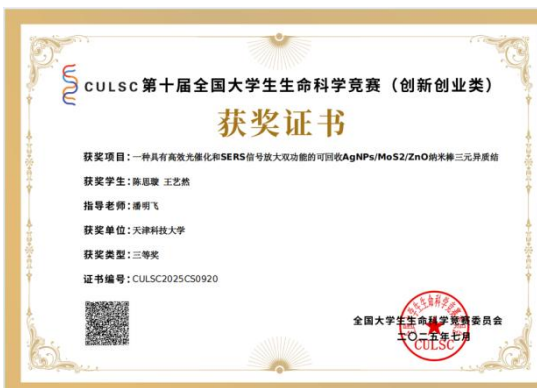 CULSC第十届全国大学生生命科学竞赛（创新创业类）
获奖证书
获奖项目：一种具有高效光催化和SERS信号放大双功能的可回收AgNPs/MoS2/ZnO纳米棒三元异质结
获奖学生：陈思璇 王艺然
指导老师：潘明飞
获奖单位：天津科技大学
获奖类型：三等奖
证书编号：CULSC2025CS0920
全国大学生生命科学竞赛委员会
二〇二五年七月
CULSC